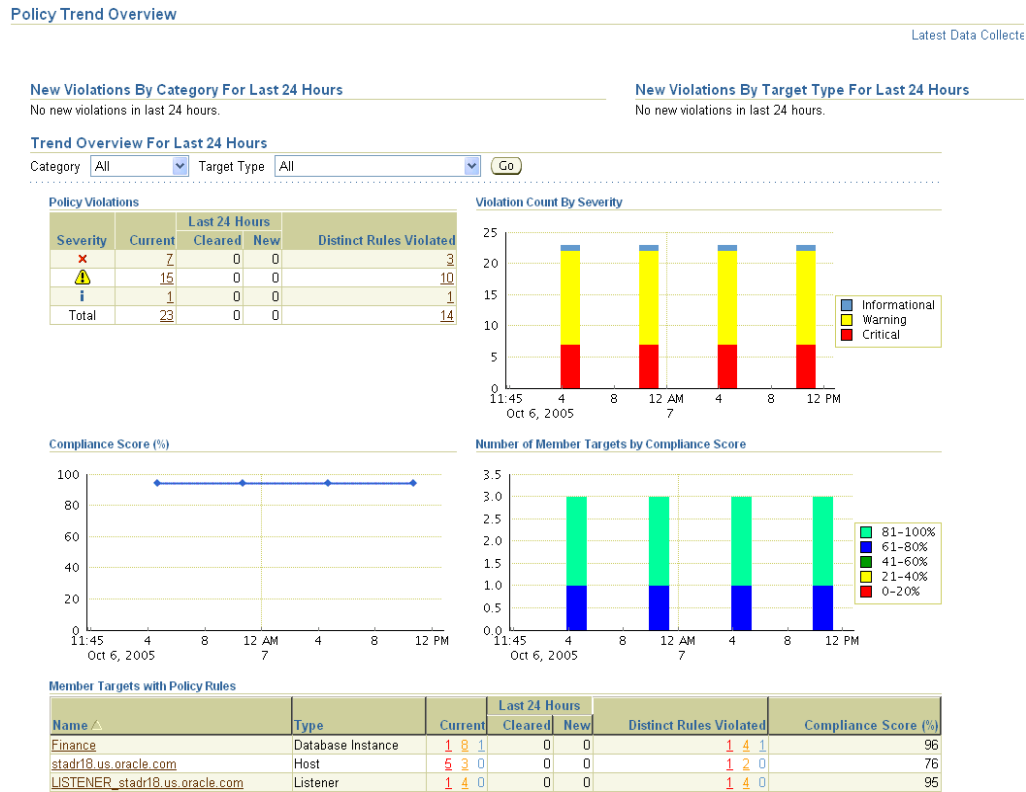 Policy Trend Overview
Latest Data Collecte
New Violations By Category For Last 24 Hours
No new violations in last 24 hours.
New Violations By Target Type For Last 24 Hours
No new violations in last 24 hours.
Trend Overview For Last 24 Hours
Category All Target Type All Go
Policy Violations
Last 24 Hours
Severity Current Cleared New Distinct Rules Violated
7 0 0 3
15 0 0 10
1 0 0 1
Total 23 0 0 14
Violation Count By Severity
25
20
15
10
5
0
11:45 4 8 12 AM 4 8 12 PM
Oct 6, 2005 7
Informational
Warning
Critical
Compliance Score (%)
100
80
60
40
20
0
11:45 4 8 12 AM 4 8 12 PM
Oct 6, 2005 7
Number of Member Targets by Compliance Score
3.5
3.0
2.5
2.0
1.5
1.0
0.5
0.0
11:45 4 8 12 AM 4 8 12 PM
Oct 6, 2005 7
81-100%
61-80%
41-60%
21-40%
0-20%
Member Targets with Policy Rules
Last 24 Hours
Name Type Current Cleared New Distinct Rules Violated Compliance Score (%)
Finance Database Instance 1 8 1 0 0 1 4 1 96
stadr18.us.oracle.com Host 5 3 0 0 0 1 2 0 76
LISTENER_stadr18.us.oracle.com Listener 1 4 0 0 0 1 4 0 95